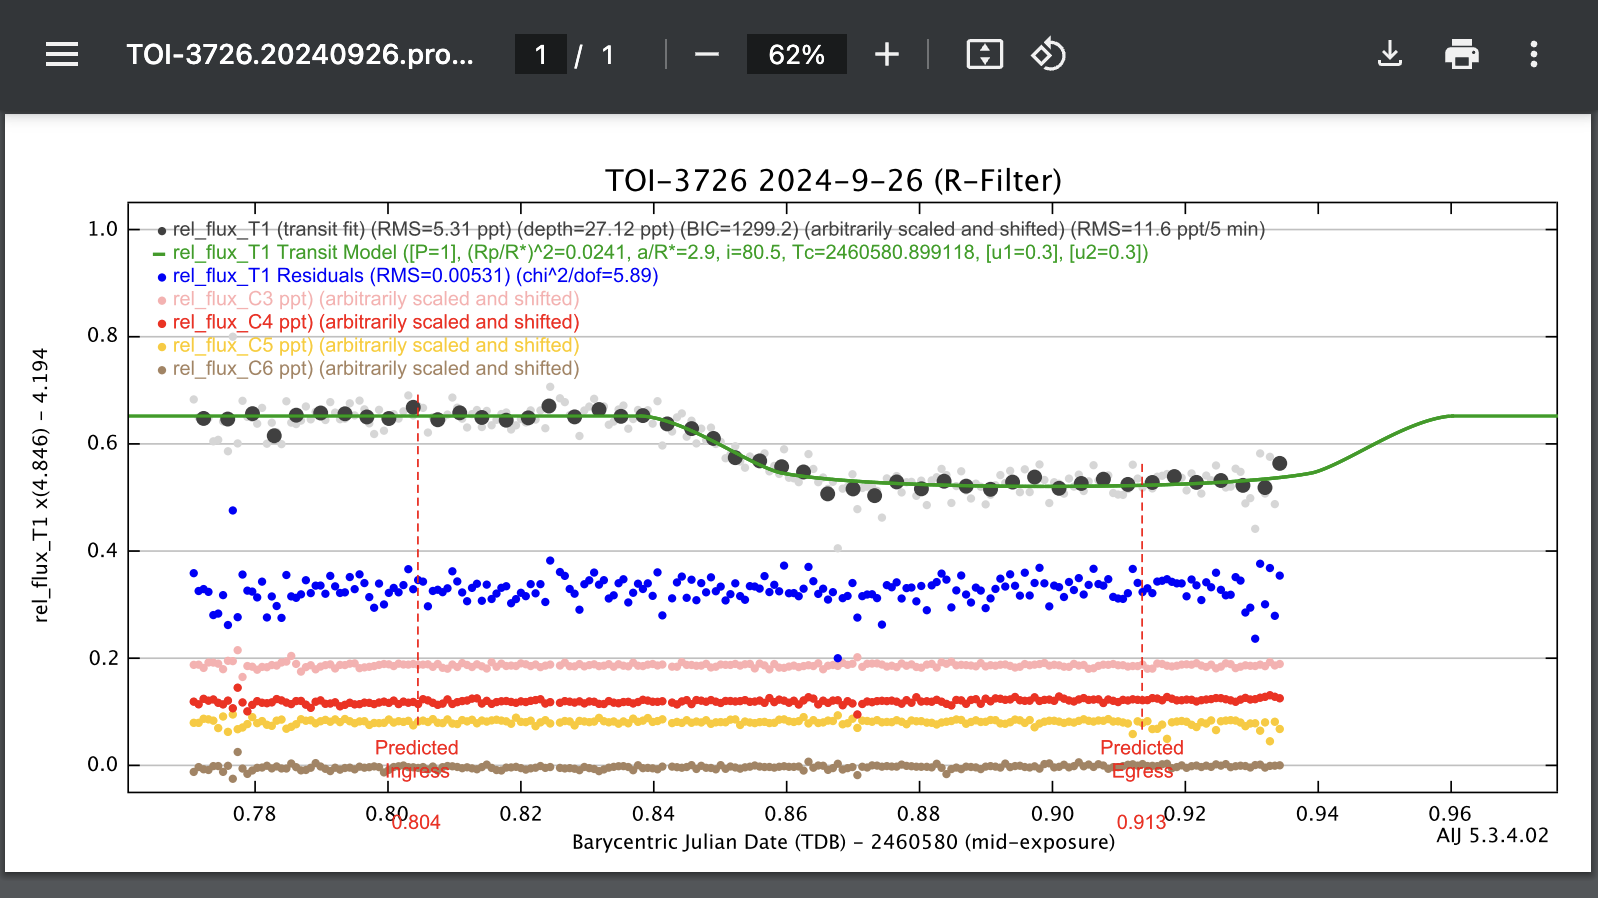 TOI-3726.20240926.pro...
1 / 1
62%
TOI-3726 2024-9-26 (R-Filter)
rel_flux_T1 (transit fit) (RMS=5.31 ppt) (depth=27.12 ppt) (BIC=1299.2) (arbitrarily scaled and shifted) (RMS=11.6 ppt/5 min)
rel_flux_T1 Transit Model ([P=1], (Rp/R*)^2=0.0241, a/R*=2.9, i=80.5, Tc=2460580.899118, [u1=0.3], [u2=0.3])
rel_flux_T1 Residuals (RMS=0.00531) (chi^2/dof=5.89)
rel_flux_C3 ppt) (arbitrarily scaled and shifted)
rel_flux_C4 ppt) (arbitrarily scaled and shifted)
rel_flux_C5 ppt) (arbitrarily scaled and shifted)
rel_flux_C6 ppt) (arbitrarily scaled and shifted)
1.0
0.8
0.6
0.4
0.2
0.0
rel_flux_T1 x(4.846) - 4.194
Predicted
Ingress
Predicted
Egress
0.78 0.80 0.82 0.84 0.86 0.88 0.90 0.92 0.94 0.96
0.804 0.913
Barycentric Julian Date (TDB) - 2460580 (mid-exposure)
AIJ 5.3.4.02